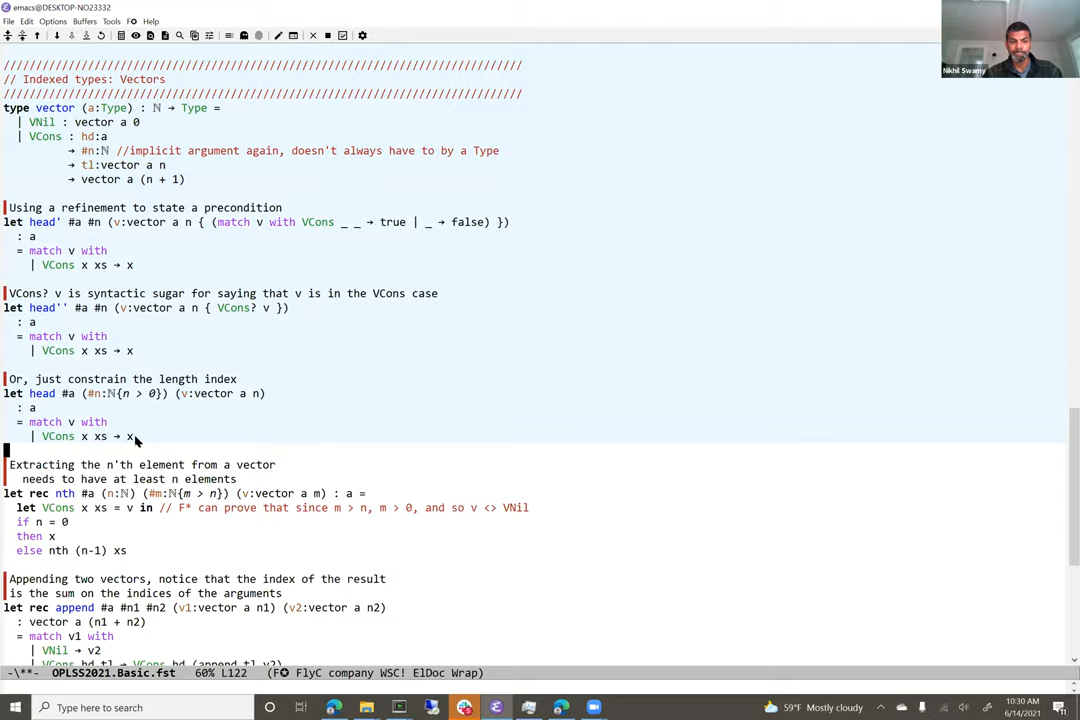 emacs@DESKTOP-NO23332
File Edit Options Buffers Tools F✪ Help
Nikhil Swamy
////////////////////////////////////////////////////////////////////////////////
// Indexed types: Vectors
////////////////////////////////////////////////////////////////////////////////
type vector (a:Type) : ℕ → Type =
| VNil : vector a 0
| VCons : hd:a
→ #n:ℕ //implicit argument again, doesn't always have to by a Type
→ tl:vector a n
→ vector a (n + 1)
Using a refinement to state a precondition
let head' #a #n (v:vector a n { (match v with VCons _ _ → true | _ → false) })
: a
= match v with
| VCons x xs → x
VCons? v is syntactic sugar for saying that v is in the VCons case
let head'' #a #n (v:vector a n { VCons? v })
: a
= match v with
| VCons x xs → x
Or, just constrain the length index
let head #a (#n:ℕ{n > 0}) (v:vector a n)
: a
= match v with
| VCons x xs → x
Extracting the n'th element from a vector
needs to have at least n elements
let rec nth #a (n:ℕ) (#m:ℕ{m > n}) (v:vector a m) : a =
let VCons x xs = v in // F* can prove that since m > n, m > 0, and so v <> VNil
if n = 0
then x
else nth (n-1) xs
Appending two vectors, notice that the index of the result
is the sum on the indices of the arguments
let rec append #a #n1 #n2 (v1:vector a n1) (v2:vector a n2)
: vector a (n1 + n2)
= match v1 with
| VNil → v2
| VCons hd tl → VCons hd (append tl v2)
-\**- OPLSS2021.Basic.fst 60% L122 (F✪ FlyC company WSC! ElDoc Wrap)
Type here to search
59°F Mostly cloudy
10:30 AM
6/14/2021